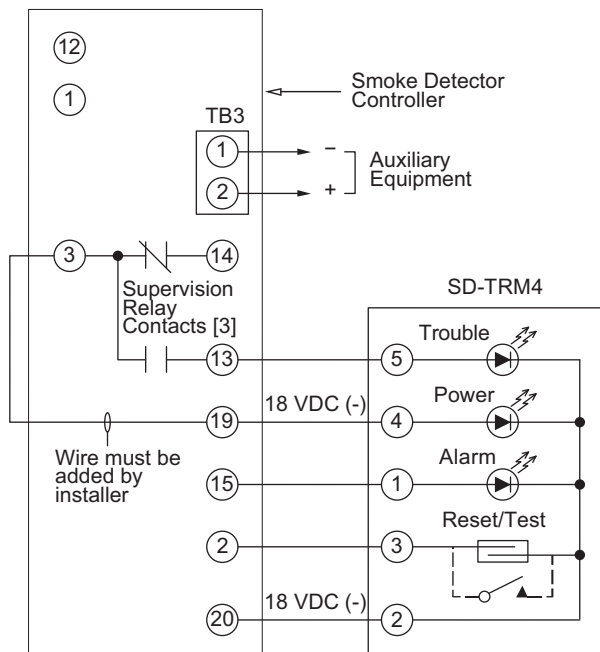 12
1
Smoke Detector
Controller
TB3
1
−
2
+
Auxiliary
Equipment
3
14
Supervision
Relay
Contacts [3]
13
SD-TRM4
5
Trouble
19
18 VDC (-)
4
Power
Wire must be
added by
installer
15
1
Alarm
2
3
Reset/Test
20
18 VDC (-)
2